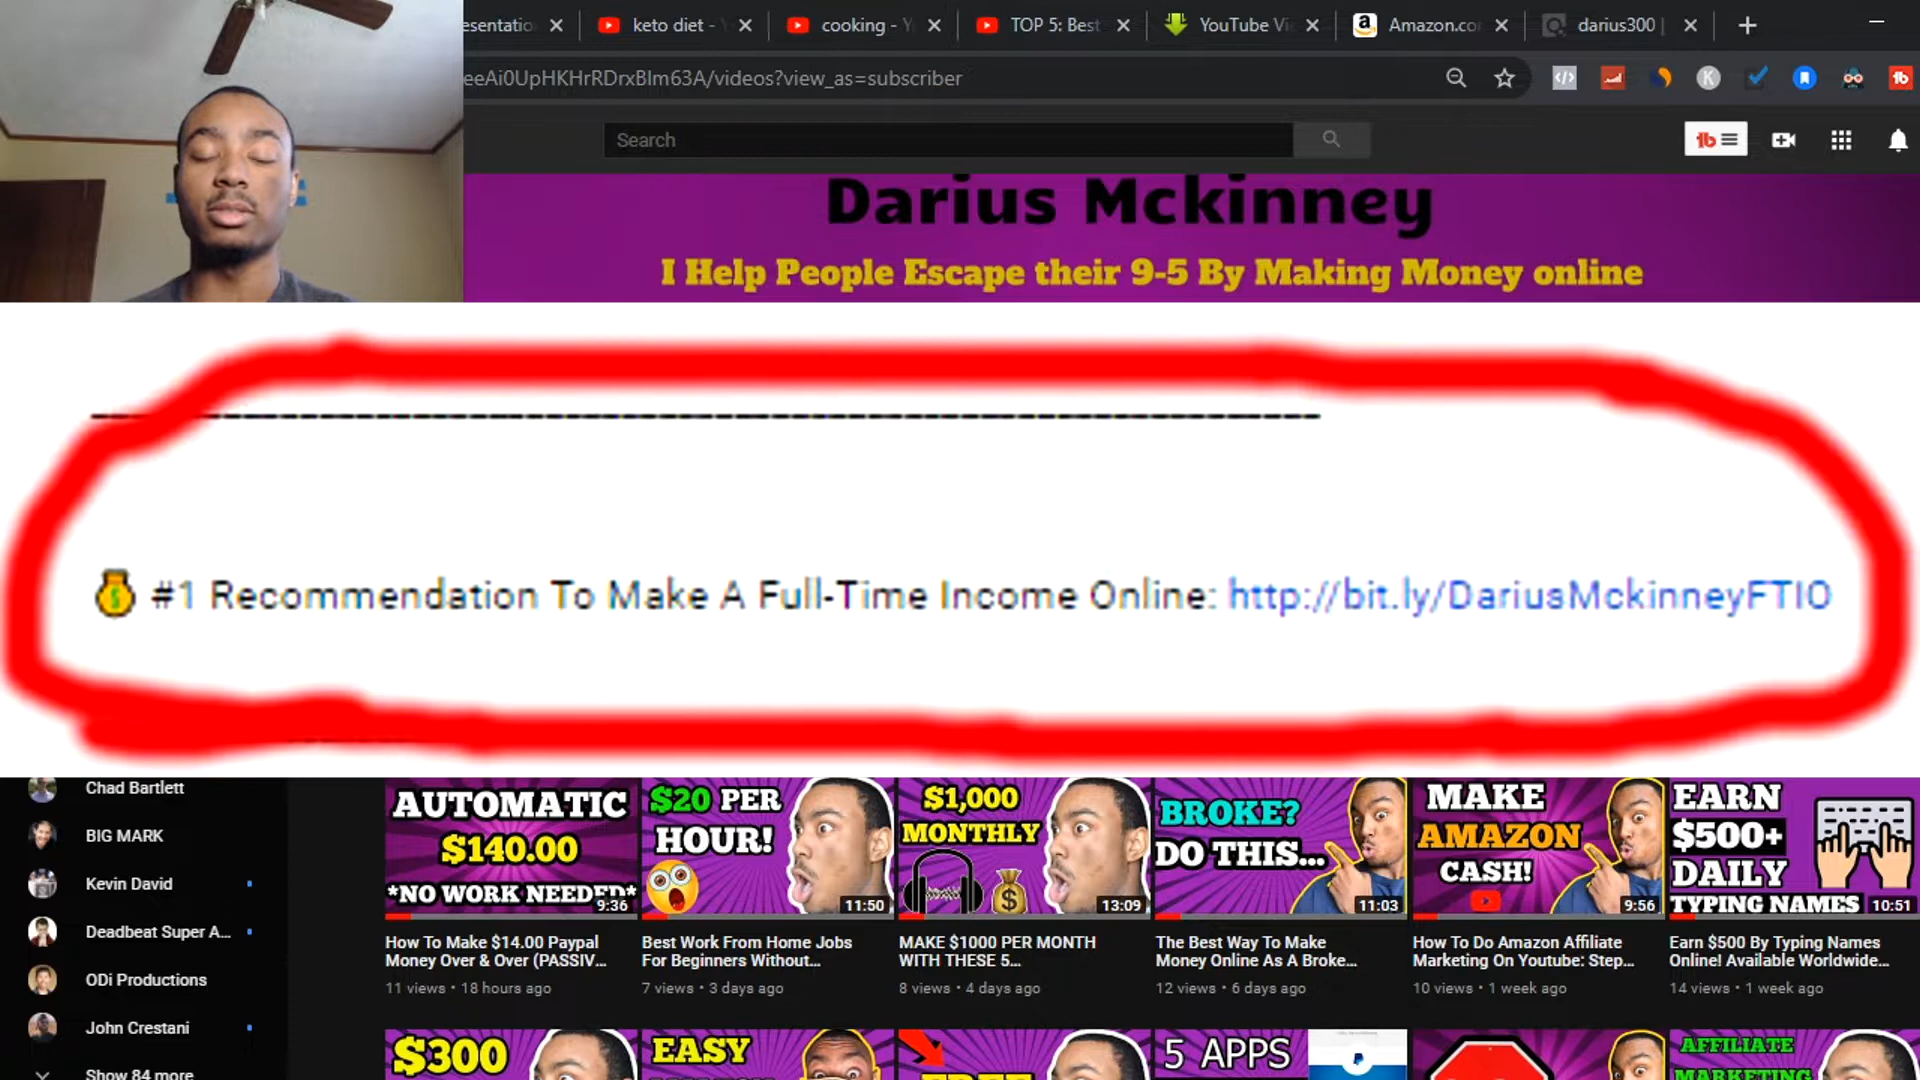 esentatio
keto diet - Y
cooking - Y
TOP 5: Best
YouTube Vi
Amazon.co
darius300 |
eeAi0UpHKHrRDrxBIm63A/videos?view_as=subscriber
Search
Darius Mckinney
I Help People Escape their 9-5 By Making Money online
#1 Recommendation To Make A Full-Time Income Online: http://bit.ly/DariusMckinneyFTIO
Chad Bartlett
BIG MARK
Kevin David
Deadbeat Super A...
ODi Productions
John Crestani
Show 84 more
AUTOMATIC
$140.00
*NO WORK NEEDED*
9:36
How To Make $14.00 Paypal
Money Over & Over (PASSIV...
11 views • 18 hours ago
$20 PER
HOUR!
11:50
Best Work From Home Jobs
For Beginners Without...
7 views • 3 days ago
$1,000
MONTHLY
13:09
MAKE $1000 PER MONTH
WITH THESE 5...
8 views • 4 days ago
BROKE?
DO THIS...
11:03
The Best Way To Make
Money Online As A Broke...
12 views • 6 days ago
MAKE
AMAZON
CASH!
9:56
How To Do Amazon Affiliate
Marketing On Youtube: Step...
10 views • 1 week ago
EARN
$500+
DAILY
TYPING NAMES
10:51
Earn $500 By Typing Names
Online! Available Worldwide...
14 views • 1 week ago
$300
EASY
FREE
5 APPS
AFFILIATE
MARKETING